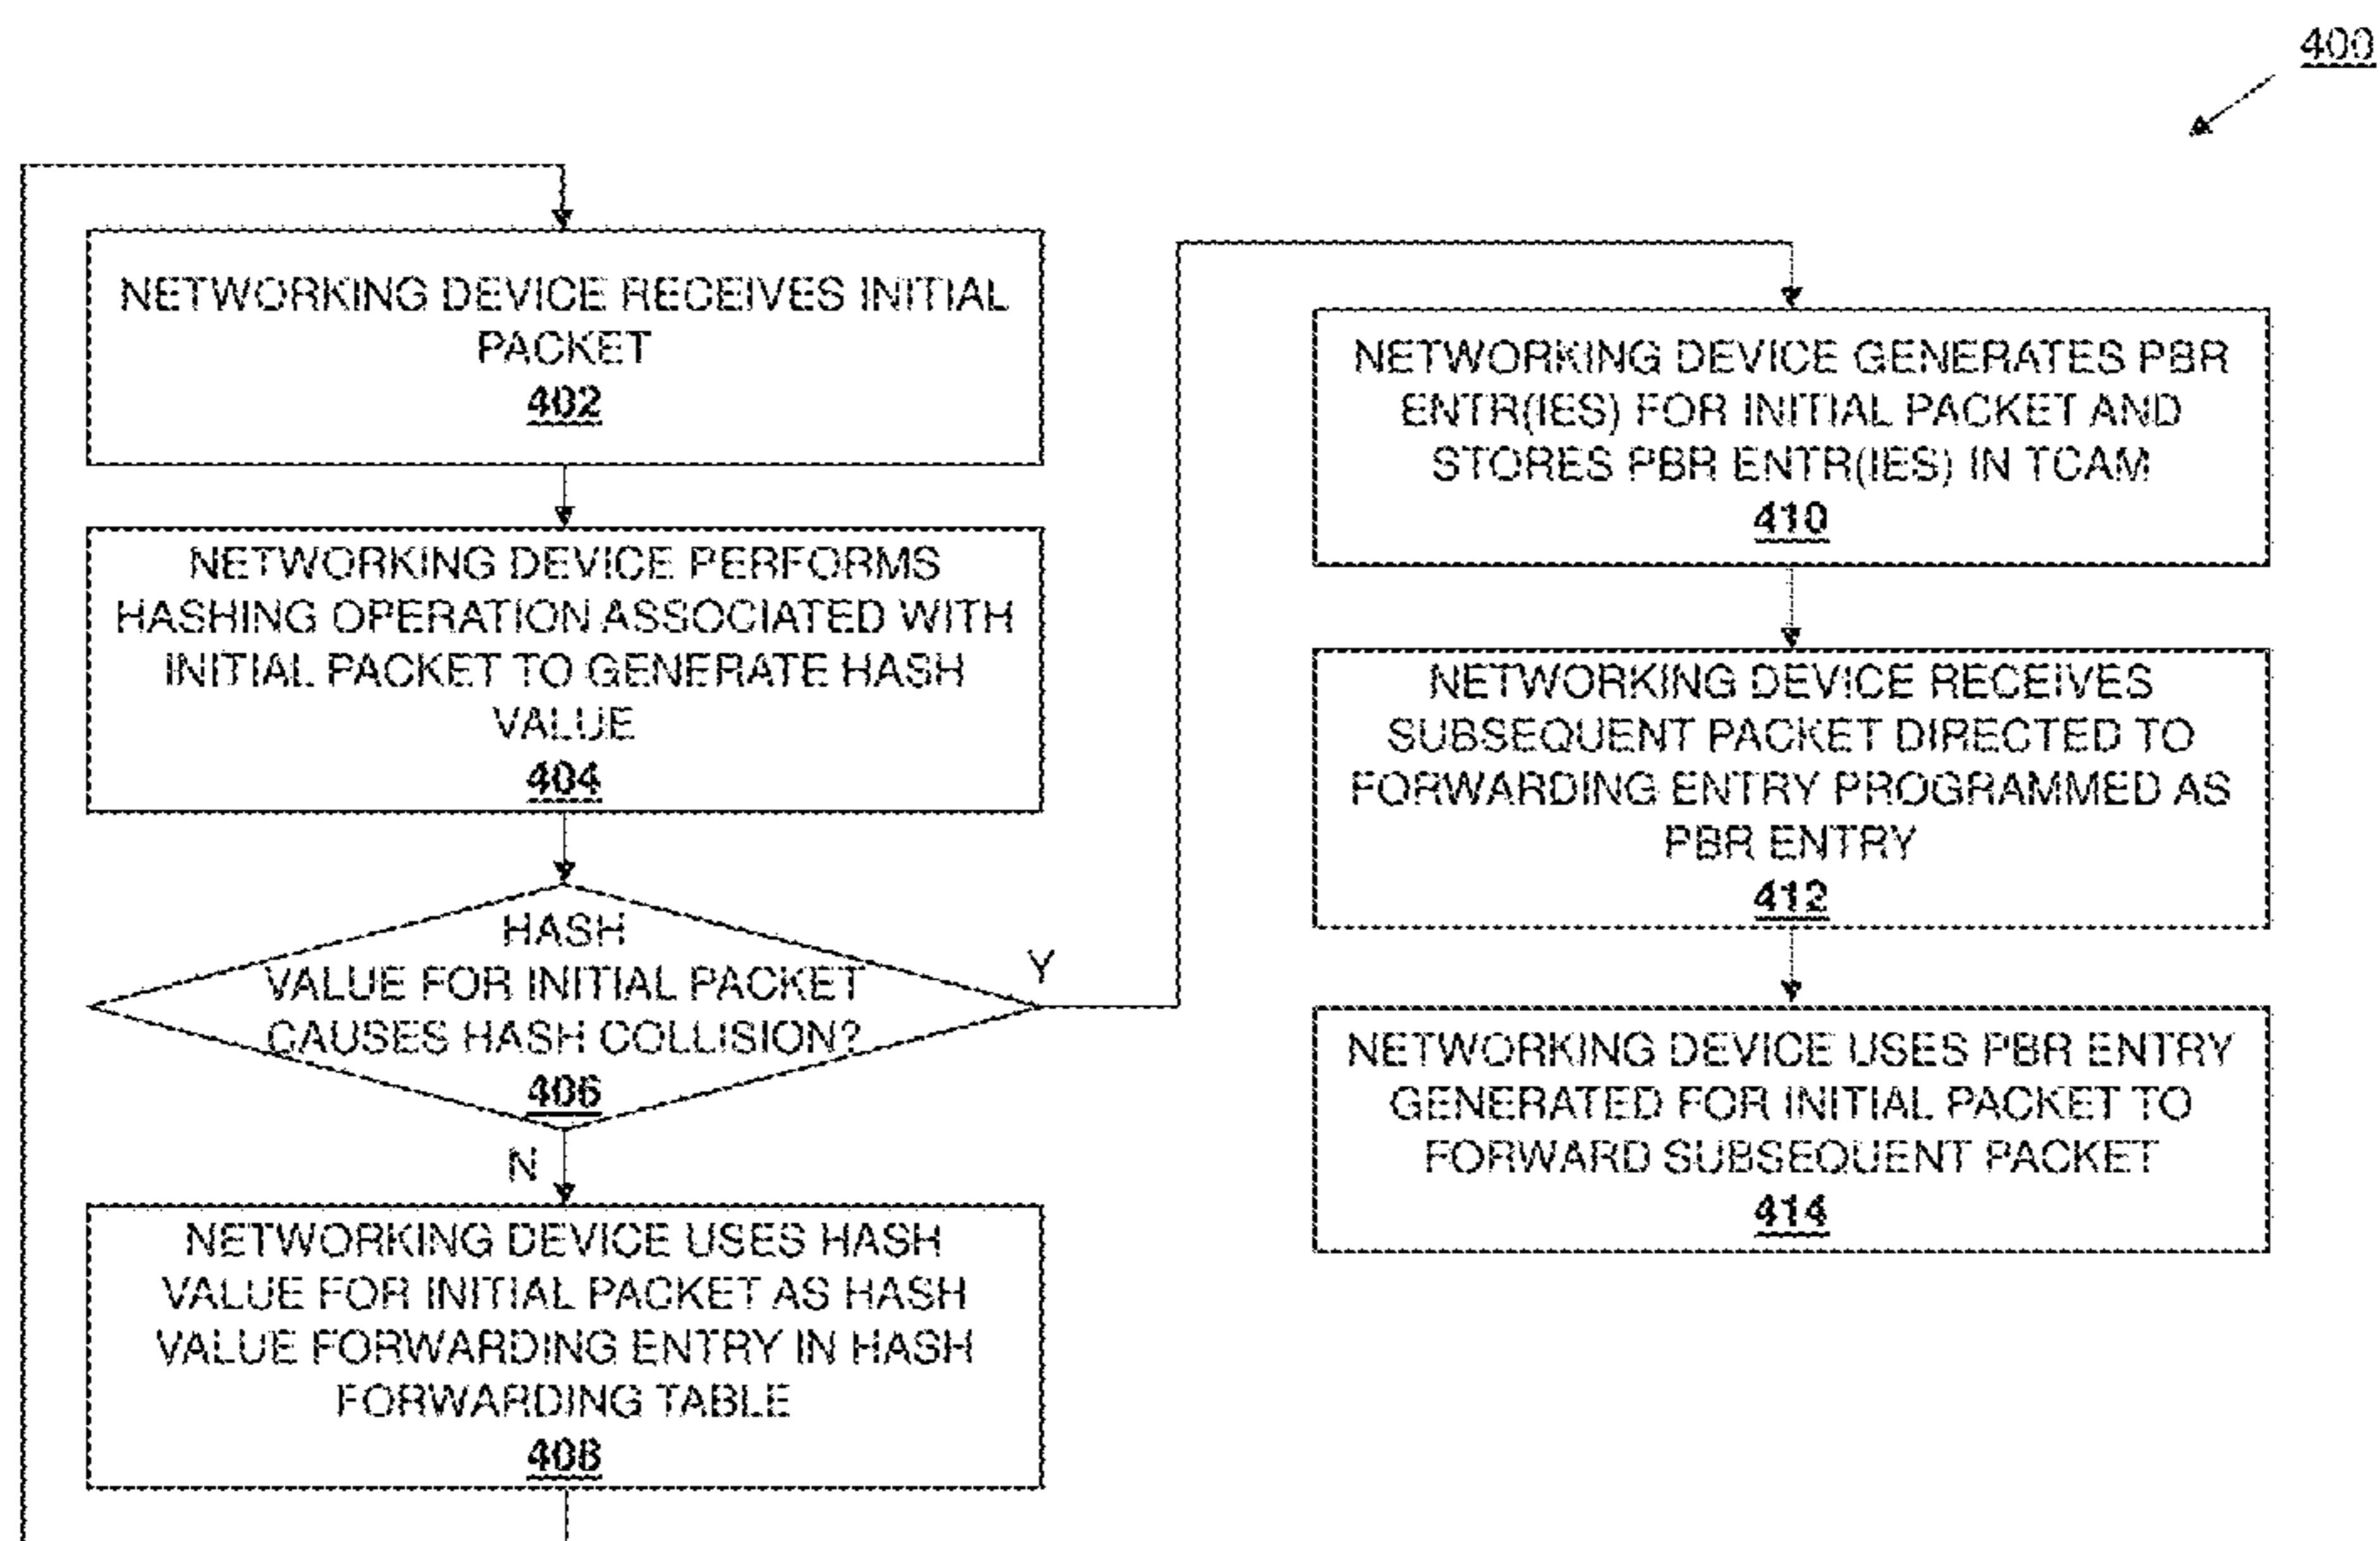 400
NETWORKING DEVICE RECEIVES INITIAL
PACKET
402
NETWORKING DEVICE PERFORMS
HASHING OPERATION ASSOCIATED WITH
INITIAL PACKET TO GENERATE HASH
VALUE
404
HASH
VALUE FOR INITIAL PACKET
CAUSES HASH COLLISION?
406
Y
N
NETWORKING DEVICE USES HASH
VALUE FOR INITIAL PACKET AS HASH
VALUE FORWARDING ENTRY IN HASH
FORWARDING TABLE
408
NETWORKING DEVICE GENERATES PBR
ENTR(IES) FOR INITIAL PACKET AND
STORES PBR ENTR(IES) IN TCAM
410
NETWORKING DEVICE RECEIVES
SUBSEQUENT PACKET DIRECTED TO
FORWARDING ENTRY PROGRAMMED AS
PBR ENTRY
412
NETWORKING DEVICE USES PBR ENTRY
GENERATED FOR INITIAL PACKET TO
FORWARD SUBSEQUENT PACKET
414